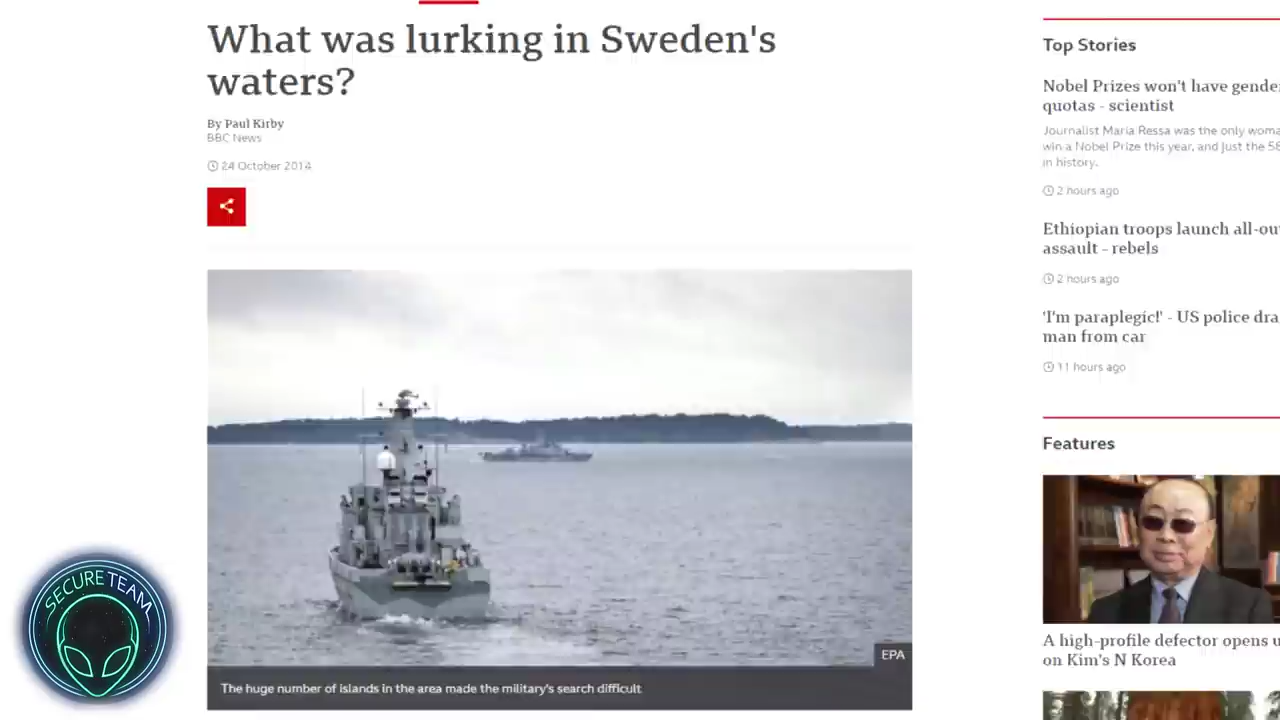 What was lurking in Sweden's
waters?
By Paul Kirby
BBC News
24 October 2014
EPA
The huge number of islands in the area made the military's search difficult
Top Stories
Nobel Prizes won't have gender
quotas - scientist
Journalist Maria Ressa was the only woma
win a Nobel Prize this year, and just the 58
in history.
2 hours ago
Ethiopian troops launch all-ou
assault - rebels
2 hours ago
'I'm paraplegic!' - US police dra
man from car
11 hours ago
Features
A high-profile defector opens u
on Kim's N Korea
SECURETEAM